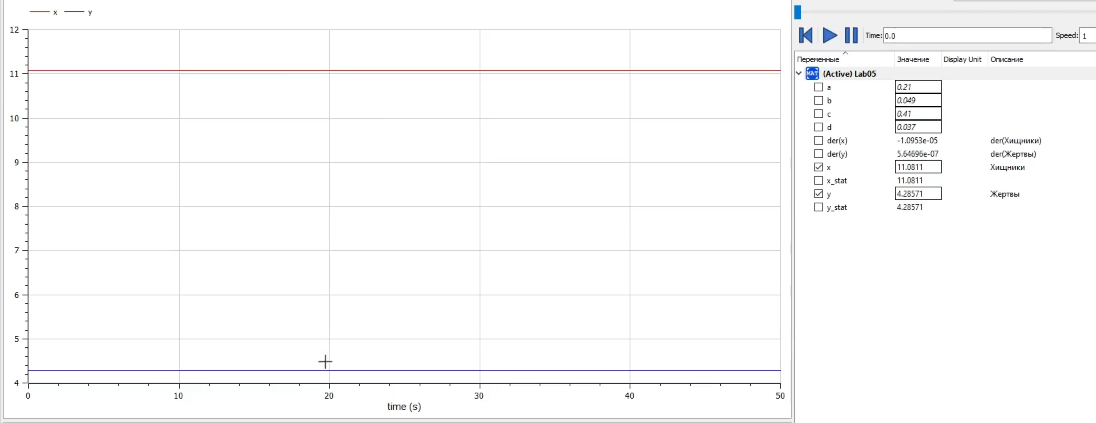 x y
12
11
10
9
8
7
6
5
4
0 10 20 30 40 50
time (s)
Time: 0.0 Speed: 1
Переменные Значение Display Unit Описание
MAT (Active) Lab05
a 0.21
b 0.049
c 0.41
d 0.037
der(x) -1.0953e-05 der(Хищники)
der(y) 5.64696e-07 der(Жертвы)
x 11.0811 Хищники
x_stat 11.0811
y 4.28571 Жертвы
y_stat 4.28571